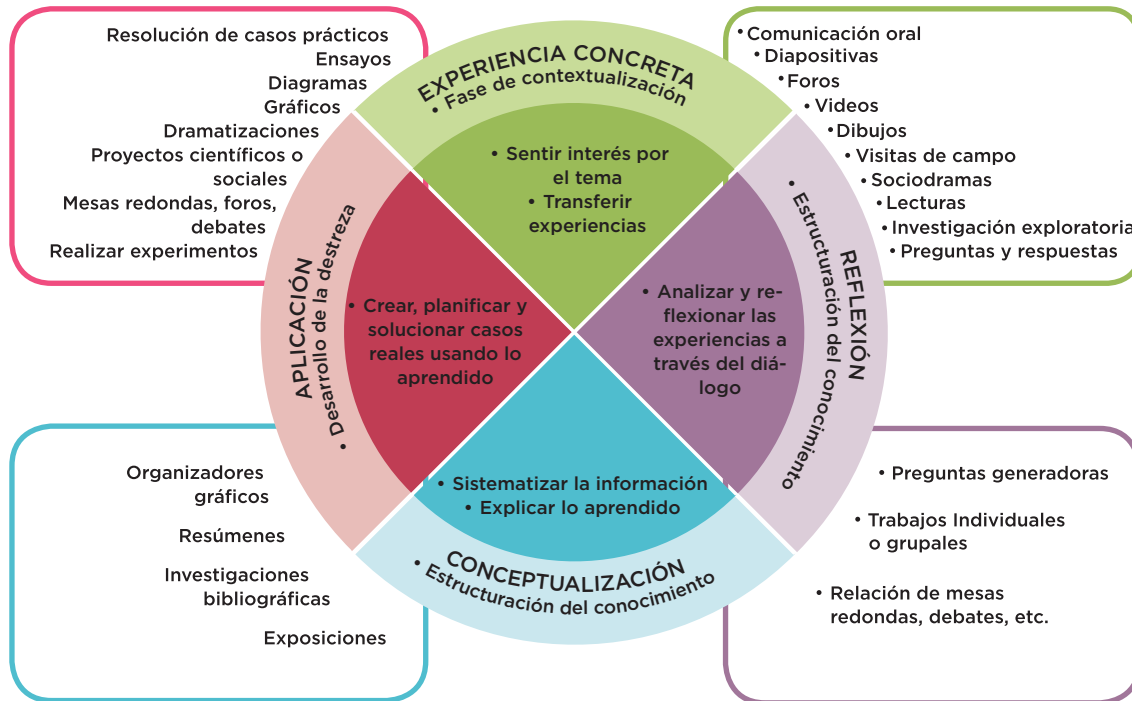 Resolución de casos prácticos
Ensayos
Diagramas
Gráficos
Dramatizaciones
Proyectos científicos o
sociales
Mesas redondas, foros,
debates
Realizar experimentos
EXPERIENCIA CONCRETA
• Fase de contextualización
• Sentir interés por
el tema
• Transferir
experiencias
• Comunicación oral
• Diapositivas
• Foros
• Videos
• Dibujos
• Visitas de campo
• Sociodramas
• Lecturas
• Investigación exploratoria
• Preguntas y respuestas
APLICACIÓN
• Desarrollo de la destreza
• Crear, planificar y
solucionar casos
reales usando lo
aprendido
• Analizar y re-
flexionar las
experiencias a
través del diá-
logo
REFLEXIÓN
• Estructuración del conocimiento
Organizadores
gráficos
Resúmenes
Investigaciones
bibliográficas
Exposiciones
• Sistematizar la información
• Explicar lo aprendido
CONCEPTUALIZACIÓN
• Estructuración del conocimiento
• Preguntas generadoras
• Trabajos Individuales
o grupales
• Relación de mesas
redondas, debates, etc.